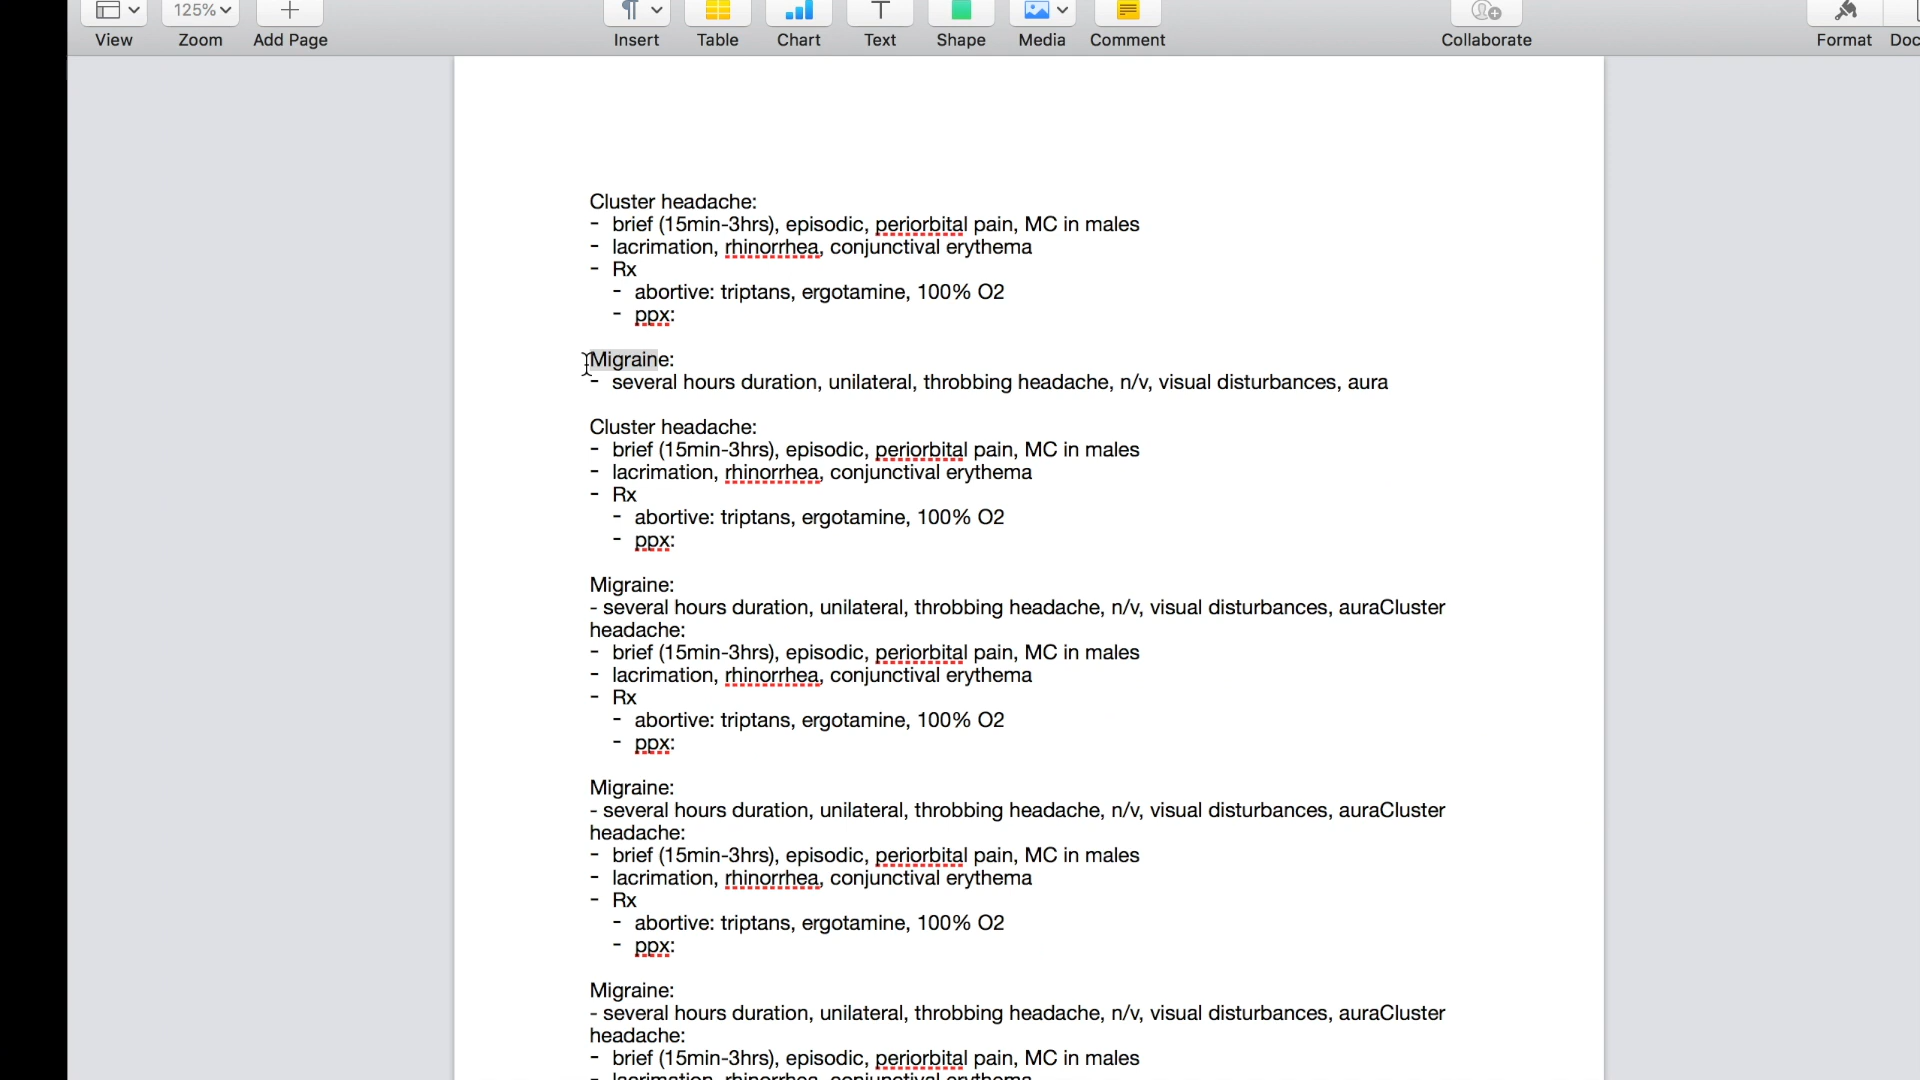 125%
View Zoom Add Page Insert Table Chart Text Shape Media Comment Collaborate Format
Cluster headache:
- brief (15min-3hrs), episodic, periorbital pain, MC in males
- lacrimation, rhinorrhea, conjunctival erythema
- Rx
- abortive: triptans, ergotamine, 100% O2
- ppx:
Migraine:
- several hours duration, unilateral, throbbing headache, n/v, visual disturbances, aura
Cluster headache:
- brief (15min-3hrs), episodic, periorbital pain, MC in males
- lacrimation, rhinorrhea, conjunctival erythema
- Rx
- abortive: triptans, ergotamine, 100% O2
- ppx:
Migraine:
- several hours duration, unilateral, throbbing headache, n/v, visual disturbances, auraCluster
headache:
- brief (15min-3hrs), episodic, periorbital pain, MC in males
- lacrimation, rhinorrhea, conjunctival erythema
- Rx
- abortive: triptans, ergotamine, 100% O2
- ppx:
Migraine:
- several hours duration, unilateral, throbbing headache, n/v, visual disturbances, auraCluster
headache:
- brief (15min-3hrs), episodic, periorbital pain, MC in males
- lacrimation, rhinorrhea, conjunctival erythema
- Rx
- abortive: triptans, ergotamine, 100% O2
- ppx:
Migraine:
- several hours duration, unilateral, throbbing headache, n/v, visual disturbances, auraCluster
headache:
- brief (15min-3hrs), episodic, periorbital pain, MC in males